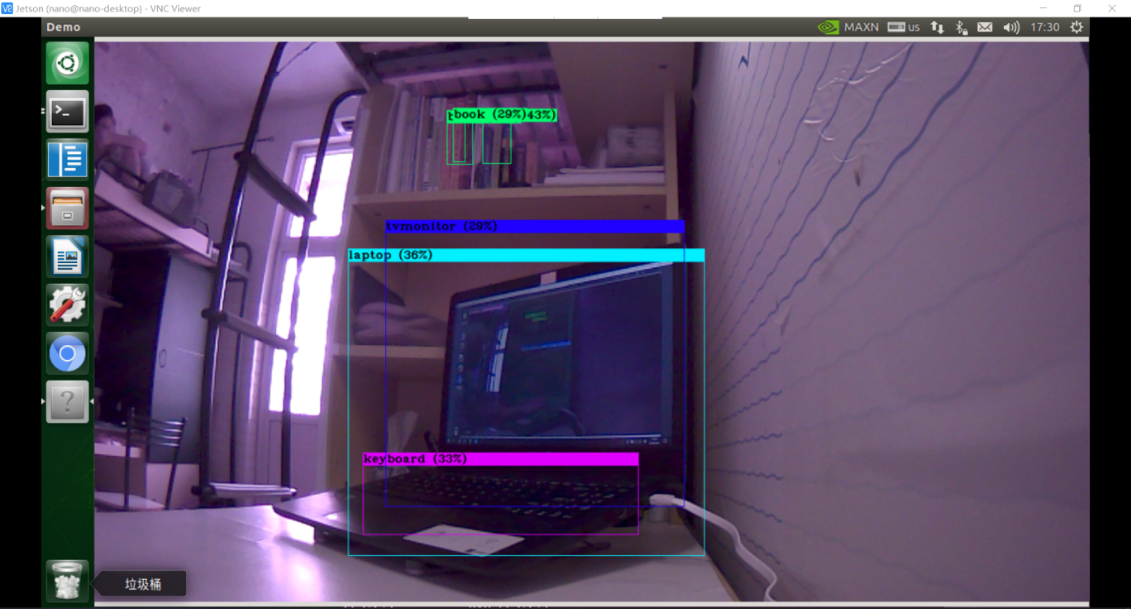 Jetson (nano@nano-desktop) - VNC Viewer
Demo
MAXN
us
17:30
book (29%)43%)
tvmonitor (29%)
laptop (36%)
keyboard (33%)
垃圾桶